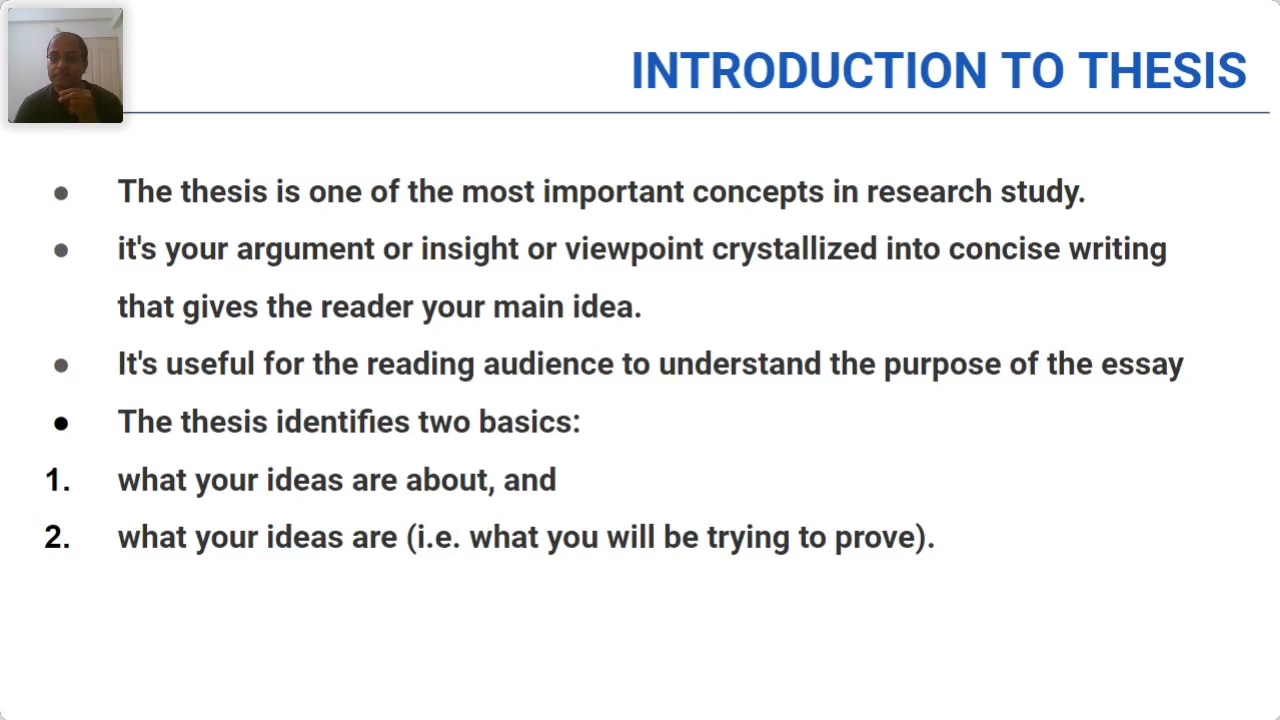 INTRODUCTION TO THESIS
● The thesis is one of the most important concepts in research study.
● it's your argument or insight or viewpoint crystallized into concise writing
that gives the reader your main idea.
● It's useful for the reading audience to understand the purpose of the essay
● The thesis identifies two basics:
1. what your ideas are about, and
2. what your ideas are (i.e. what you will be trying to prove).